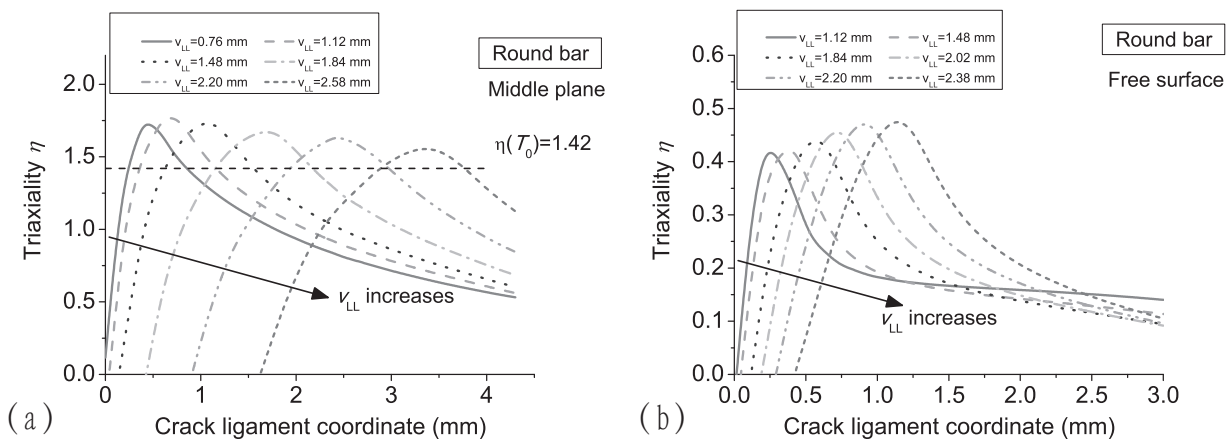 v_LL=0.76 mm v_LL=1.12 mm
v_LL=1.48 mm v_LL=1.84 mm
v_LL=2.20 mm v_LL=2.58 mm
Round bar
Middle plane
η(T_0)=1.42
2.0
1.5
1.0
0.5
0.0
Triaxiality η
v_LL increases
0 1 2 3 4
Crack ligament coordinate (mm)
(a)
v_LL=1.12 mm v_LL=1.48 mm
v_LL=1.84 mm v_LL=2.02 mm
v_LL=2.20 mm v_LL=2.38 mm
Round bar
Free surface
0.6
0.5
0.4
0.3
0.2
0.1
0.0
Triaxiality η
v_LL increases
0.0 0.5 1.0 1.5 2.0 2.5 3.0
Crack ligament coordinate (mm)
(b)